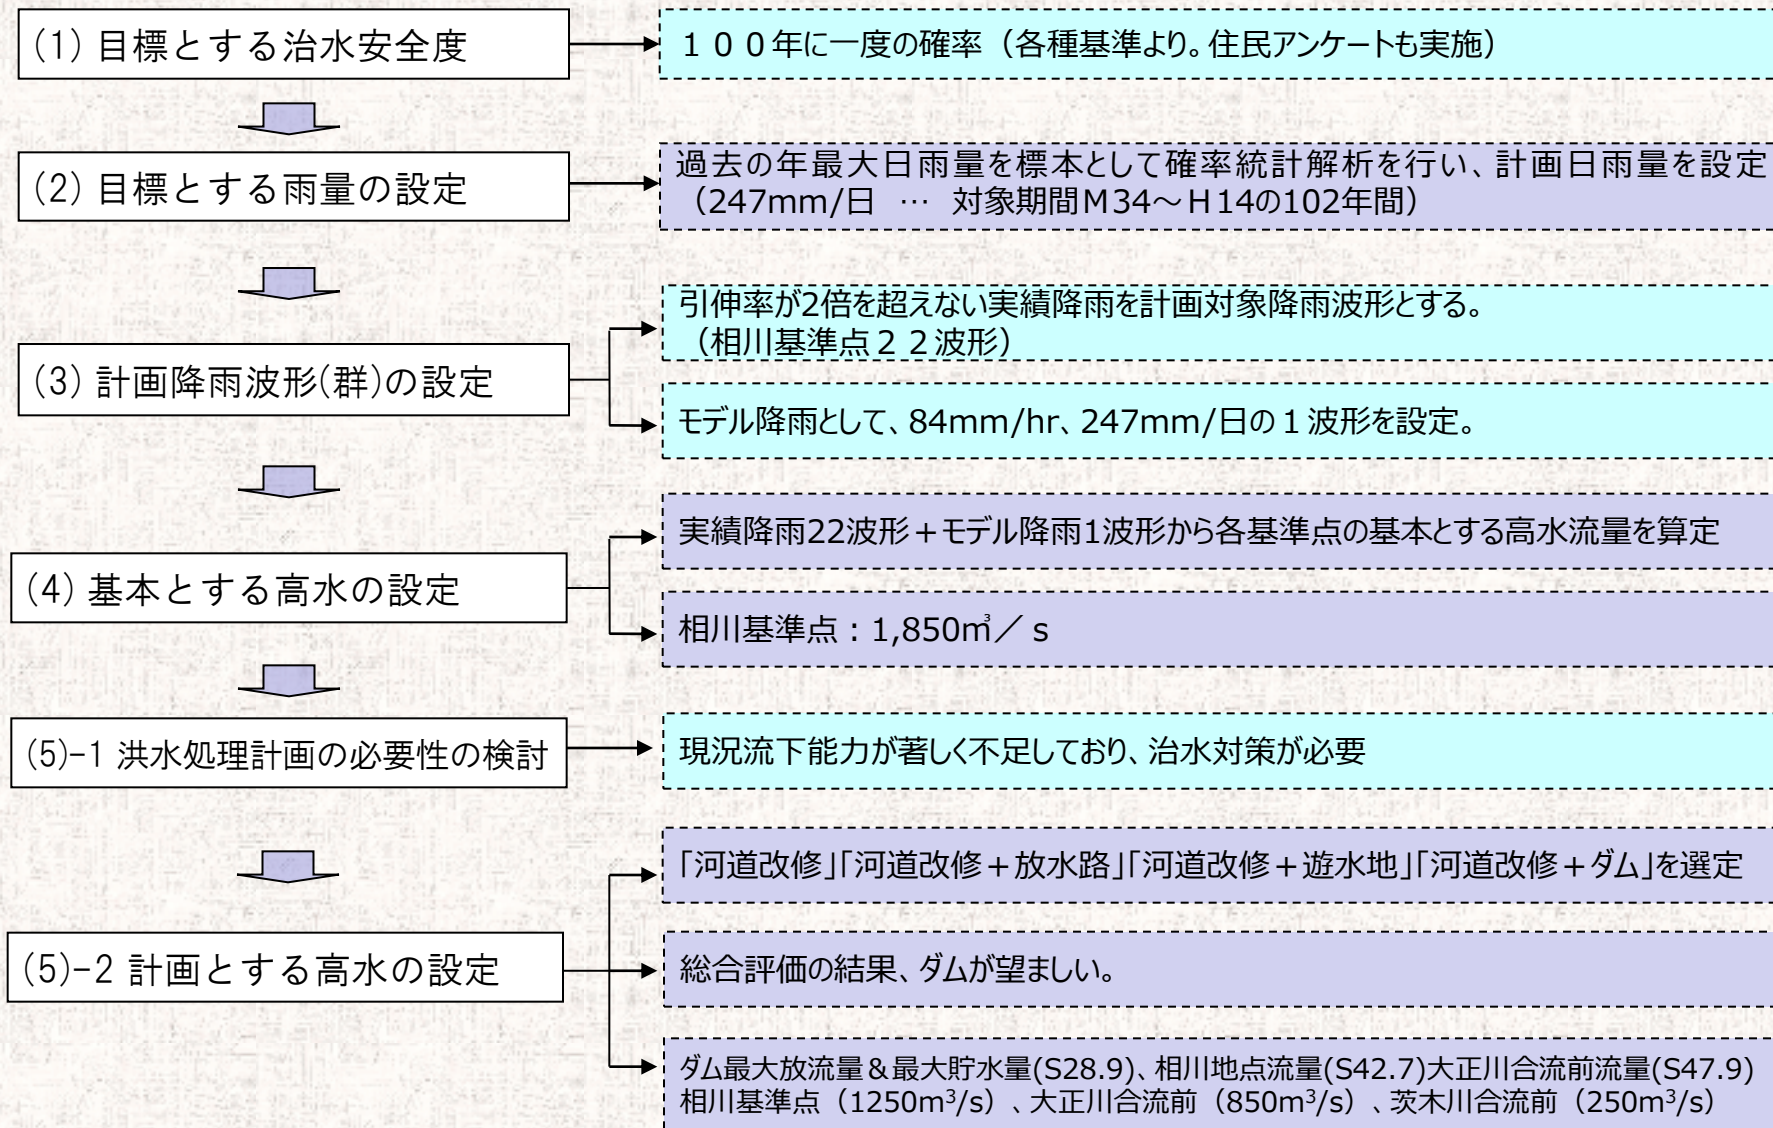 (1) 目標とする治水安全度
１００年に一度の確率（各種基準より。住民アンケートも実施）
(2) 目標とする雨量の設定
過去の年最大日雨量を標本として確率統計解析を行い、計画日雨量を設定
（247mm/日 … 対象期間Ｍ34～Ｈ14の102年間）
(3) 計画降雨波形(群)の設定
引伸率が2倍を超えない実績降雨を計画対象降雨波形とする。
（相川基準点２２波形）
モデル降雨として、84mm/hr、247mm/日の１波形を設定。
(4) 基本とする高水の設定
実績降雨22波形＋モデル降雨1波形から各基準点の基本とする高水流量を算定
相川基準点：1,850㎥／ｓ
(5)-1 洪水処理計画の必要性の検討
現況流下能力が著しく不足しており、治水対策が必要
(5)-2 計画とする高水の設定
「河道改修」「河道改修＋放水路」「河道改修＋遊水地」「河道改修＋ダム」を選定
総合評価の結果、ダムが望ましい。
ダム最大放流量＆最大貯水量(S28.9)、相川地点流量(S42.7)大正川合流前流量(S47.9)
相川基準点（1250m³/s）、大正川合流前（850m³/s）、茨木川合流前（250m³/s）